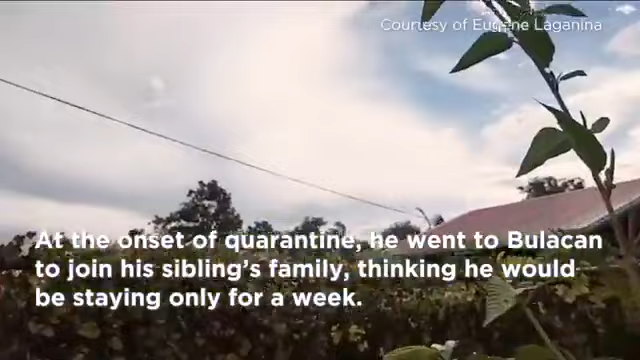 Courtesy of Eugene Laganina
At the onset of quarantine, he went to Bulacan
to join his sibling's family, thinking he would
be staying only for a week.